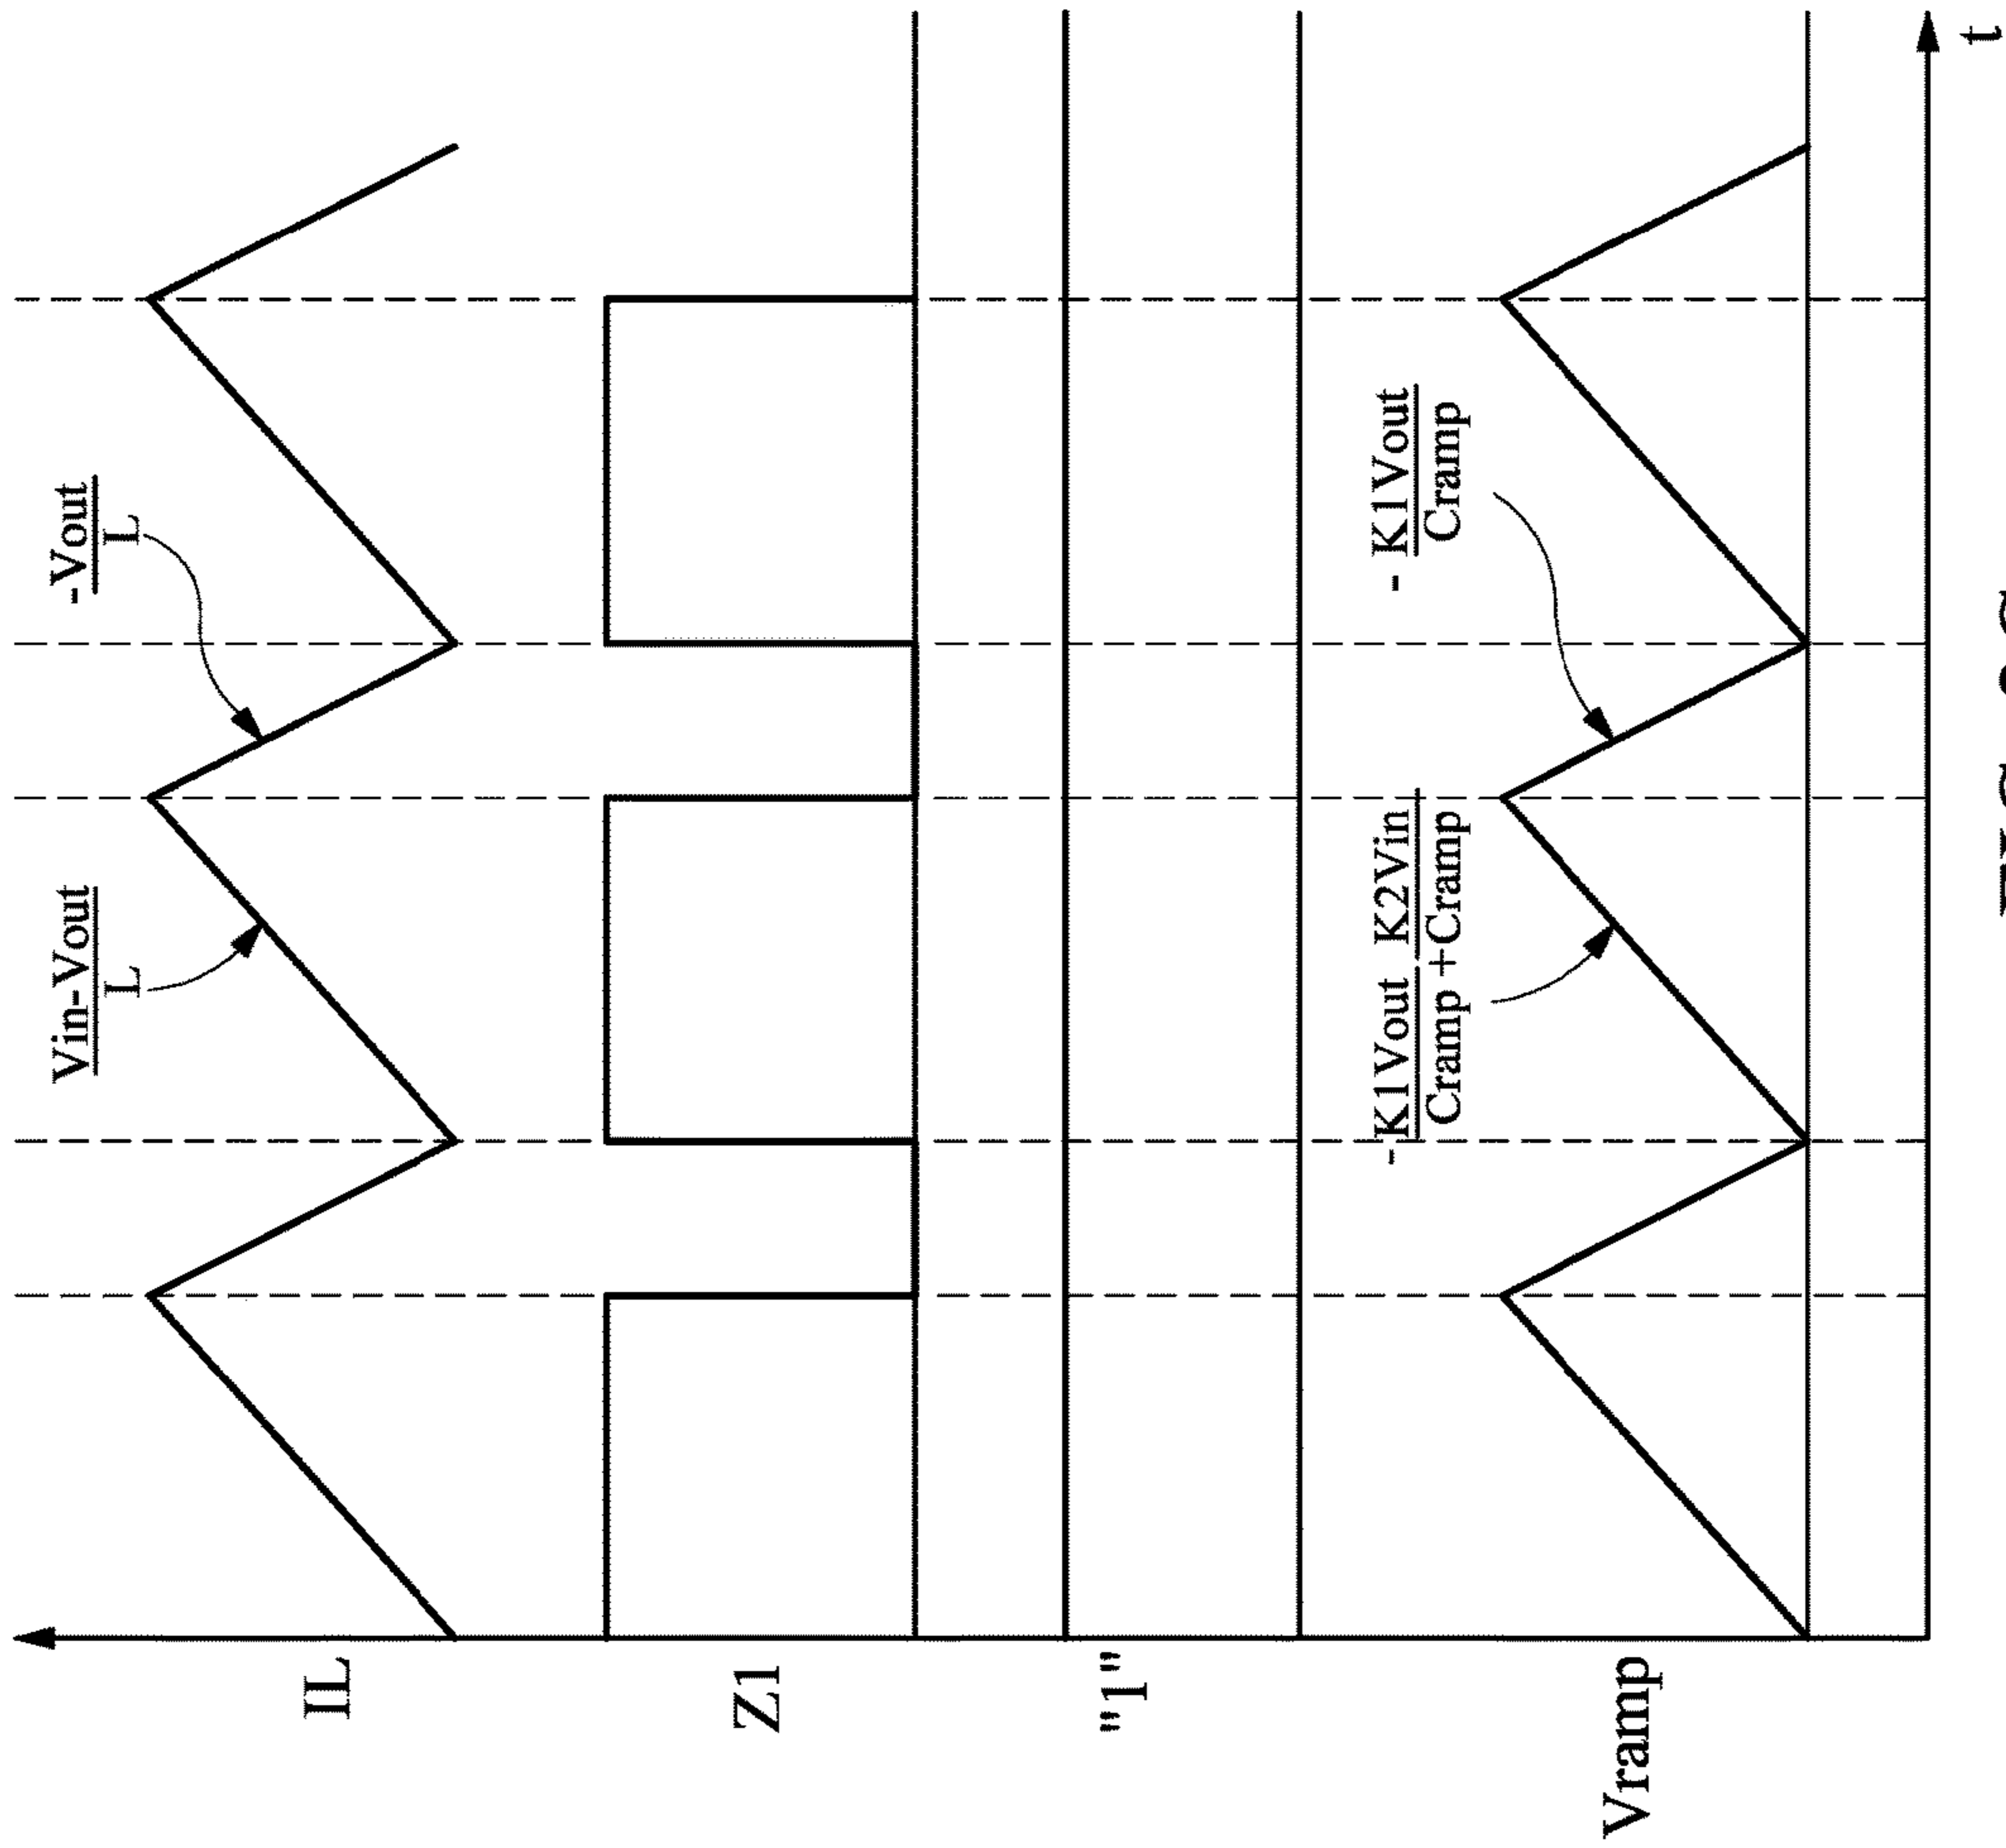 IL
Vin-Vout
L
-Vout
L
Z1
"1"
Vramp
-K1Vout K2Vin
Cramp +Cramp
- K1Vout
Cramp
t